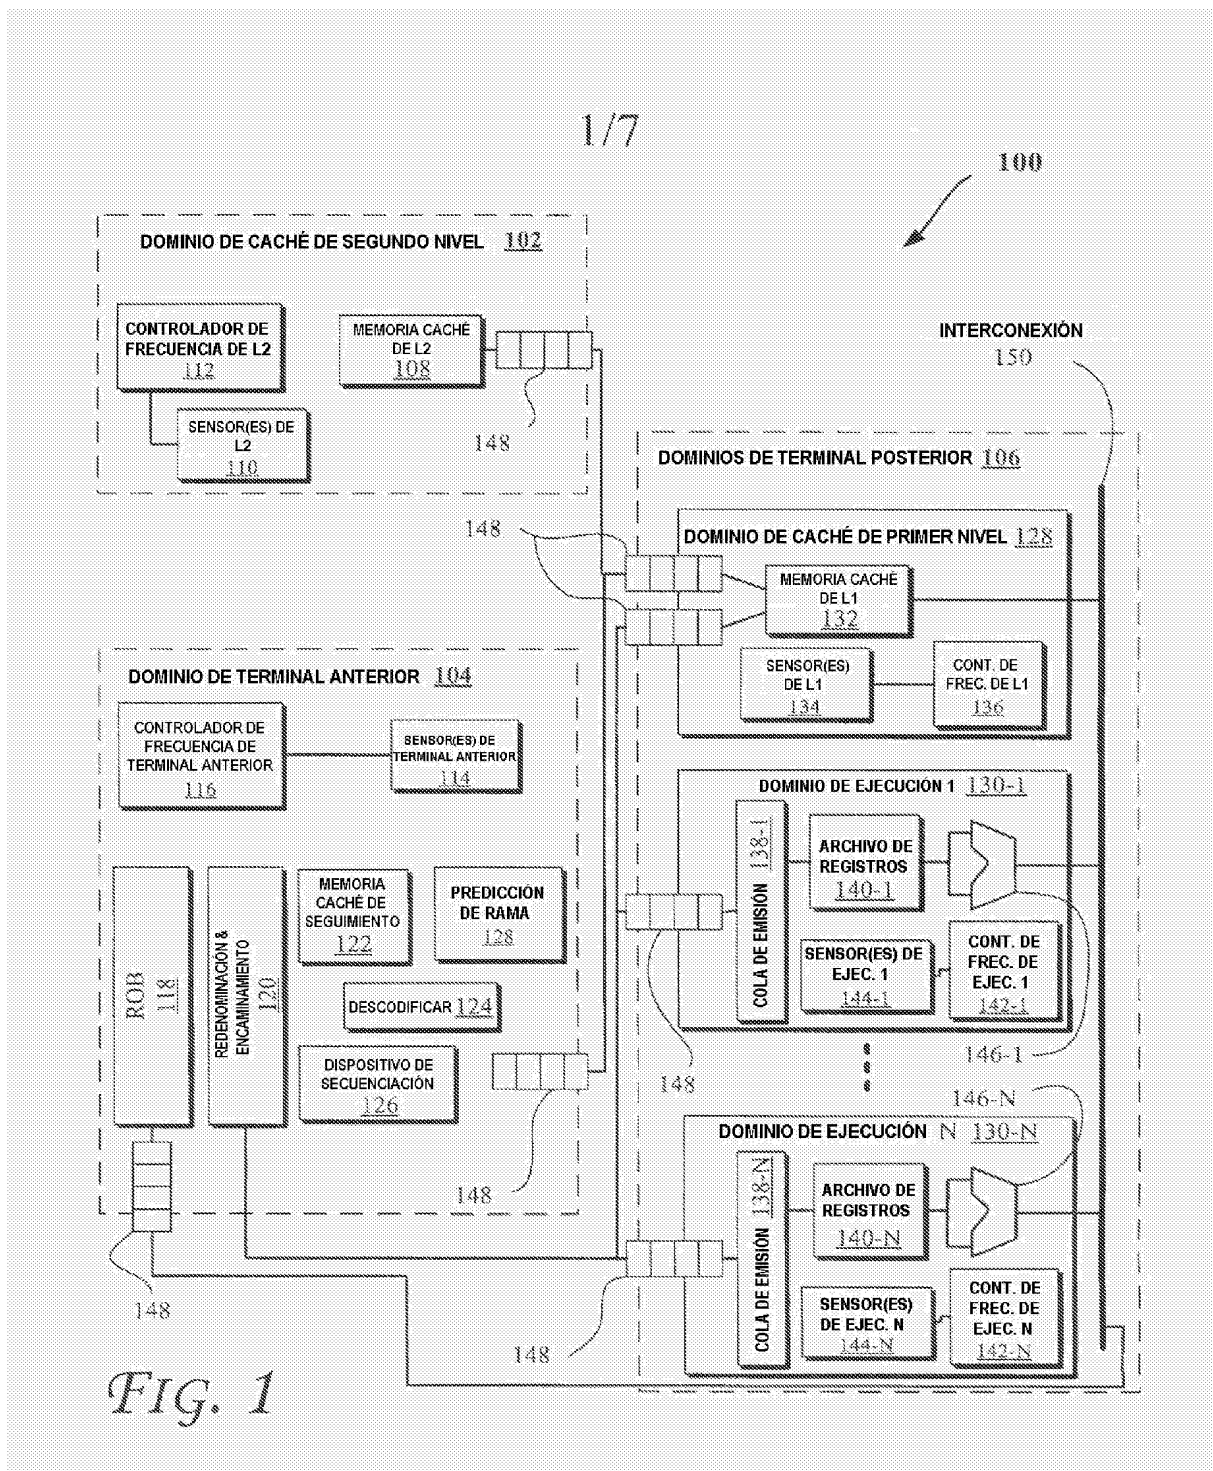 1/7
100
DOMINIO DE CACHÉ DE SEGUNDO NIVEL 102
CONTROLADOR DE
FRECUENCIA DE L2
112
MEMORIA CACHÉ
DE L2
108
SENSOR(ES) DE
L2
110
148
INTERCONEXIÓN
150
DOMINIOS DE TERMINAL POSTERIOR 106
148
DOMINIO DE CACHÉ DE PRIMER NIVEL 128
MEMORIA CACHÉ
DE L1
132
SENSOR(ES)
DE L1
134
CONT. DE
FREC. DE L1
136
DOMINIO DE TERMINAL ANTERIOR 104
CONTROLADOR DE
FRECUENCIA DE
TERMINAL ANTERIOR
116
SENSOR(ES) DE
TERMINAL ANTERIOR
114
ROB
118
REDENOMINACIÓN &
ENCAMINAMIENTO
120
MEMORIA
CACHÉ DE
SEGUIMIENTO
122
PREDICCIÓN
DE RAMA
128
DESCODIFICAR 124
DISPOSITIVO DE
SECUENCIACIÓN
126
148
148
DOMINIO DE EJECUCIÓN 1 130-1
COLA DE EMISIÓN 138-1
ARCHIVO DE
REGISTROS
140-1
SENSOR(ES) DE
EJEC. 1
144-1
CONT. DE
FREC. DE
EJEC. 1
142-1
146-1
148
146-N
DOMINIO DE EJECUCIÓN N 130-N
COLA DE EMISIÓN 138-N
ARCHIVO DE
REGISTROS
140-N
SENSOR(ES)
DE EJEC. N
144-N
CONT. DE
FREC. DE
EJEC. N
142-N
148
FIG. 1